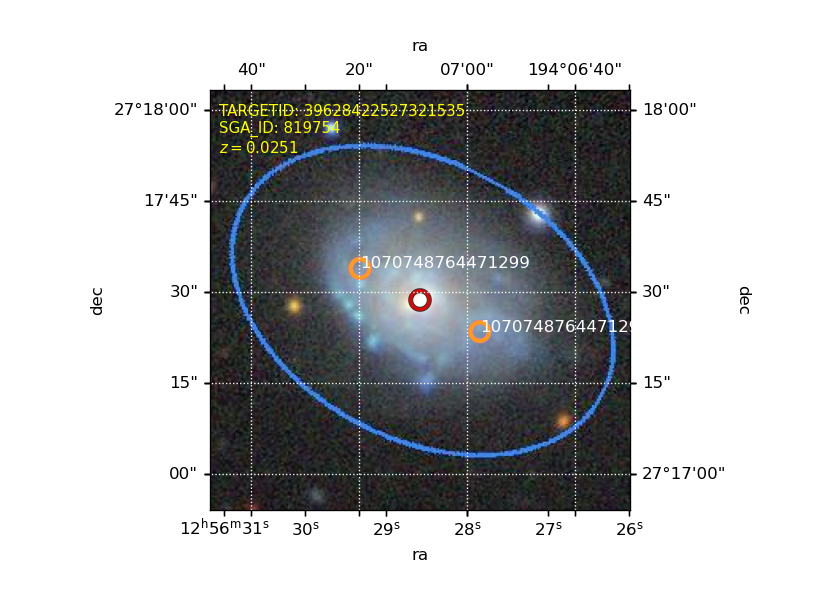 ra
40" 20" 07'00" 194°06'40"
27°18'00" 18'00"
TARGETID: 39628422527321535
SGA_ID: 819754
z = 0.0251
17'45" 45"
1070748764471299
30" 30"
dec dec
15" 15"
00" 27°17'00"
12ʰ56ᵐ31ˢ 30ˢ 29ˢ 28ˢ 27ˢ 26ˢ
ra